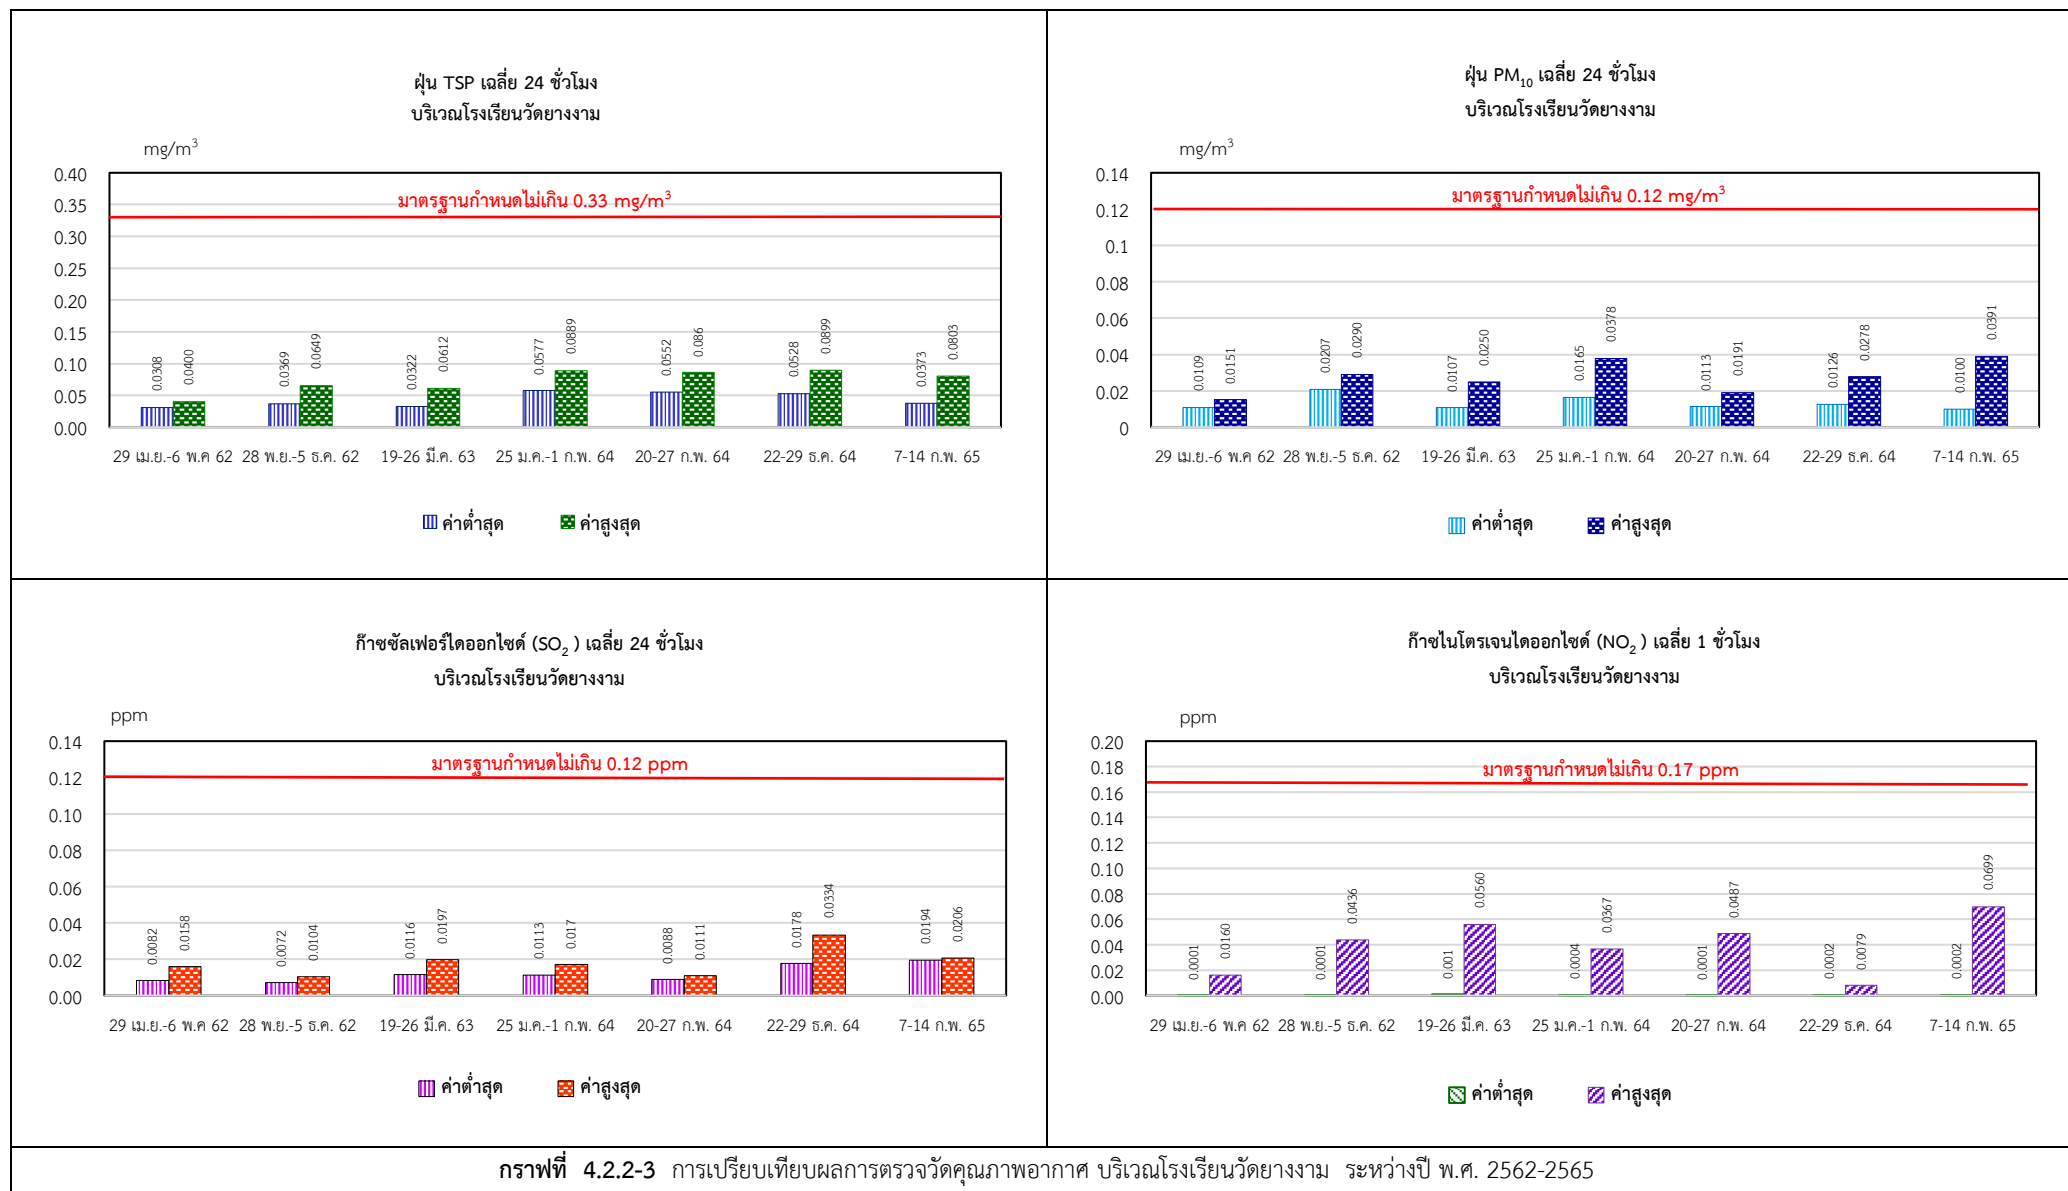 ฝุ่น TSP เฉลี่ย 24 ชั่วโมง
บริเวณโรงเรียนวัดยางงาม
mg/m³
0.40
0.35
0.30
0.25
0.20
0.15
0.10
0.05
0.00
มาตรฐานกำหนดไม่เกิน 0.33 mg/m³
0.0308 0.0400 0.0369 0.0649 0.0322 0.0612 0.0577 0.0889 0.0552 0.086 0.0528 0.0899 0.0373 0.0803
29 เม.ย.-6 พ.ค 62 28 พ.ย.-5 ธ.ค. 62 19-26 มี.ค. 63 25 ม.ค.-1 ก.พ. 64 20-27 ก.พ. 64 22-29 ธ.ค. 64 7-14 ก.พ. 65
ค่าต่ำสุด ค่าสูงสุด
ฝุ่น PM₁₀ เฉลี่ย 24 ชั่วโมง
บริเวณโรงเรียนวัดยางงาม
mg/m³
0.14
0.12
0.1
0.08
0.06
0.04
0.02
0
มาตรฐานกำหนดไม่เกิน 0.12 mg/m³
0.0109 0.0151 0.0207 0.0290 0.0107 0.0250 0.0165 0.0378 0.0113 0.0191 0.0126 0.0278 0.0100 0.0391
29 เม.ย.-6 พ.ค 62 28 พ.ย.-5 ธ.ค. 62 19-26 มี.ค. 63 25 ม.ค.-1 ก.พ. 64 20-27 ก.พ. 64 22-29 ธ.ค. 64 7-14 ก.พ. 65
ค่าต่ำสุด ค่าสูงสุด
ก๊าซซัลเฟอร์ไดออกไซด์ (SO₂ ) เฉลี่ย 24 ชั่วโมง
บริเวณโรงเรียนวัดยางงาม
ppm
0.14
0.12
0.10
0.08
0.06
0.04
0.02
0.00
มาตรฐานกำหนดไม่เกิน 0.12 ppm
0.0082 0.0158 0.0072 0.0104 0.0116 0.0197 0.0113 0.017 0.0088 0.0111 0.0178 0.0334 0.0194 0.0206
29 เม.ย.-6 พ.ค 62 28 พ.ย.-5 ธ.ค. 62 19-26 มี.ค. 63 25 ม.ค.-1 ก.พ. 64 20-27 ก.พ. 64 22-29 ธ.ค. 64 7-14 ก.พ. 65
ค่าต่ำสุด ค่าสูงสุด
ก๊าซไนโตรเจนไดออกไซด์ (NO₂ ) เฉลี่ย 1 ชั่วโมง
บริเวณโรงเรียนวัดยางงาม
ppm
0.20
0.18
0.16
0.14
0.12
0.10
0.08
0.06
0.04
0.02
0.00
มาตรฐานกำหนดไม่เกิน 0.17 ppm
0.0001 0.0160 0.0001 0.0436 0.001 0.0560 0.0004 0.0367 0.0001 0.0487 0.0002 0.0079 0.0002 0.0699
29 เม.ย.-6 พ.ค 62 28 พ.ย.-5 ธ.ค. 62 19-26 มี.ค. 63 25 ม.ค.-1 ก.พ. 64 20-27 ก.พ. 64 22-29 ธ.ค. 64 7-14 ก.พ. 65
ค่าต่ำสุด ค่าสูงสุด
กราฟที่ 4.2.2-3 การเปรียบเทียบผลการตรวจวัดคุณภาพอากาศ บริเวณโรงเรียนวัดยางงาม ระหว่างปี พ.ศ. 2562-2565